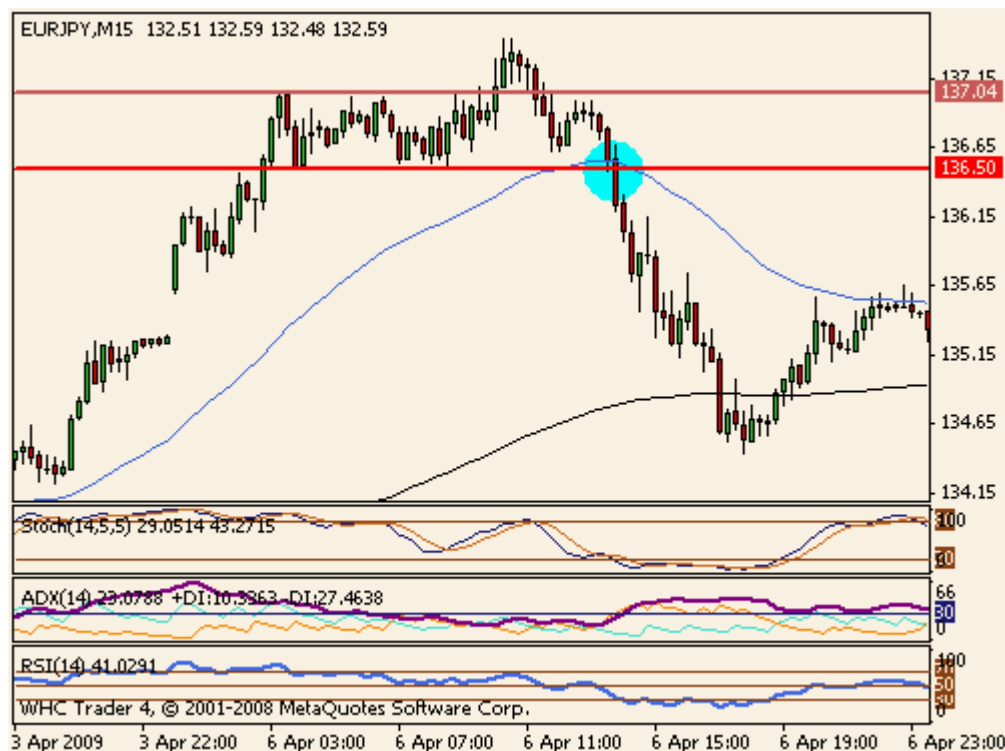 EURJPY,M15 132.51 132.59 132.48 132.59
137.15
137.04
136.65
136.50
136.15
135.65
135.15
134.65
134.15
Stoch(14,5,5) 29.0514 43.2715
100
ADX(14) 23.0788 +DI:10.3363 -DI:27.4638
66
30
0
RSI(14) 41.0291
100
50
30
0
WHC Trader 4, © 2001-2008 MetaQuotes Software Corp.
3 Apr 2009 3 Apr 22:00 6 Apr 03:00 6 Apr 07:00 6 Apr 11:00 6 Apr 15:00 6 Apr 19:00 6 Apr 23:00